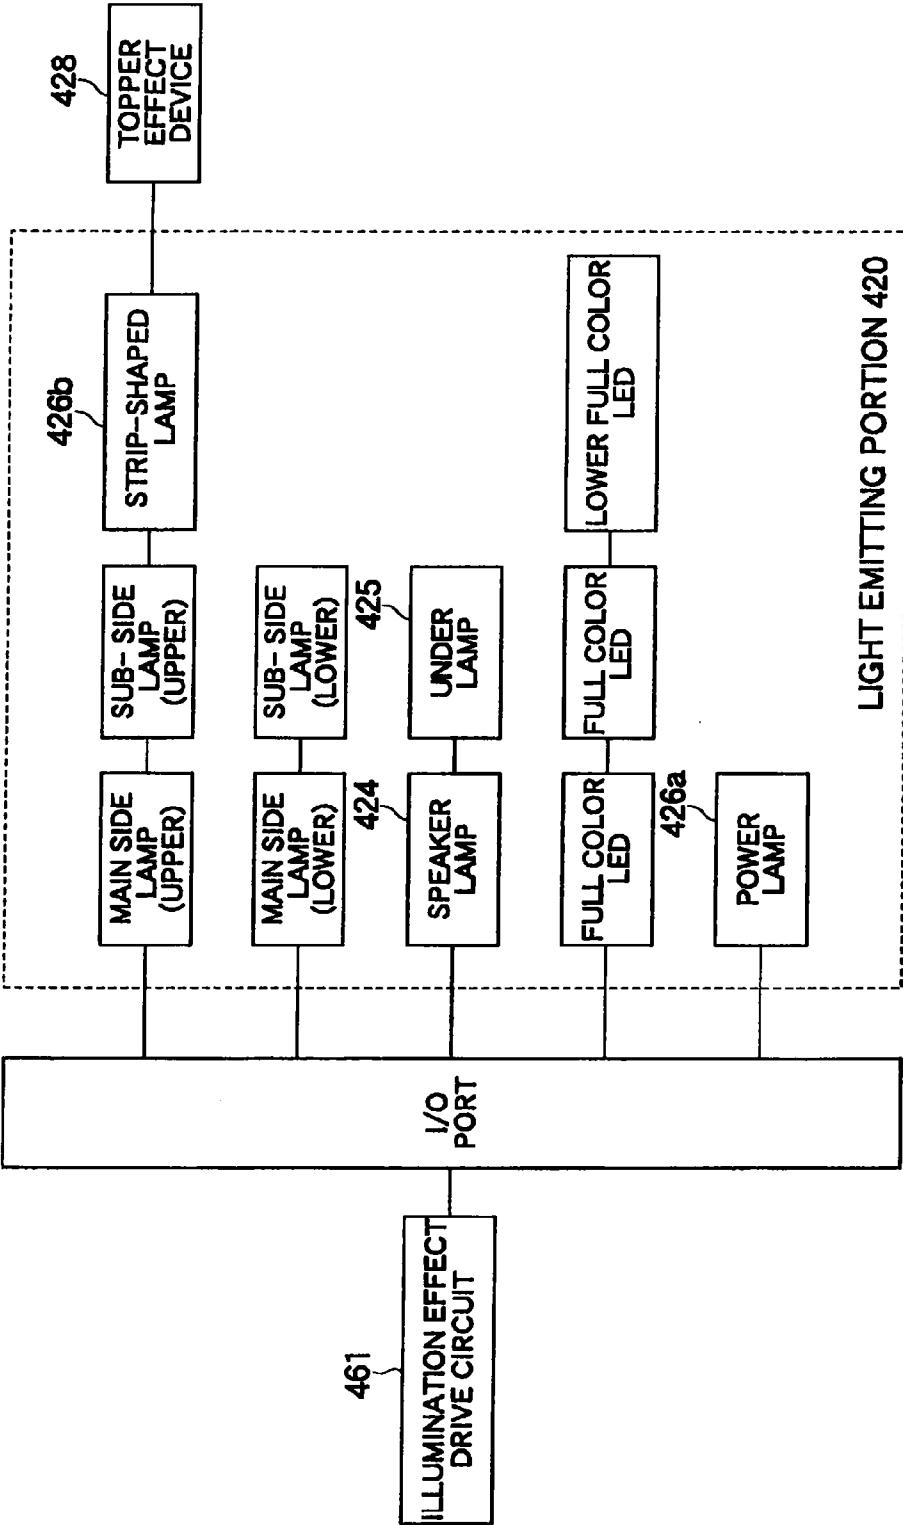 461
ILLUMINATION EFFECT
DRIVE CIRCUIT
I/O
PORT
MAIN SIDE
LAMP
(UPPER)
SUB- SIDE
LAMP
(UPPER)
426b
STRIP-SHAPED
LAMP
428
TOPPER
EFFECT
DEVICE
MAIN SIDE
LAMP
(LOWER)
SUB- SIDE
LAMP
(LOWER)
424
SPEAKER
LAMP
425
UNDER
LAMP
FULL COLOR
LED
FULL COLOR
LED
LOWER FULL COLOR
LED
426a
POWER
LAMP
LIGHT EMITTING PORTION 420